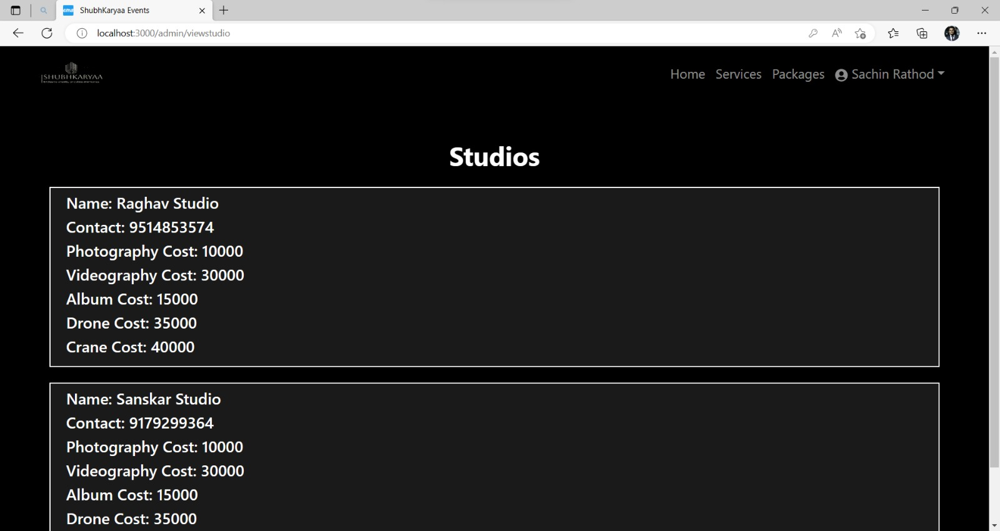 ShubhKaryaa Events
localhost:3000/admin/viewstudio
SHUBHKARYAA
Home Services Packages Sachin Rathod
Studios
Name: Raghav Studio
Contact: 9514853574
Photography Cost: 10000
Videography Cost: 30000
Album Cost: 15000
Drone Cost: 35000
Crane Cost: 40000
Name: Sanskar Studio
Contact: 9179299364
Photography Cost: 10000
Videography Cost: 30000
Album Cost: 15000
Drone Cost: 35000